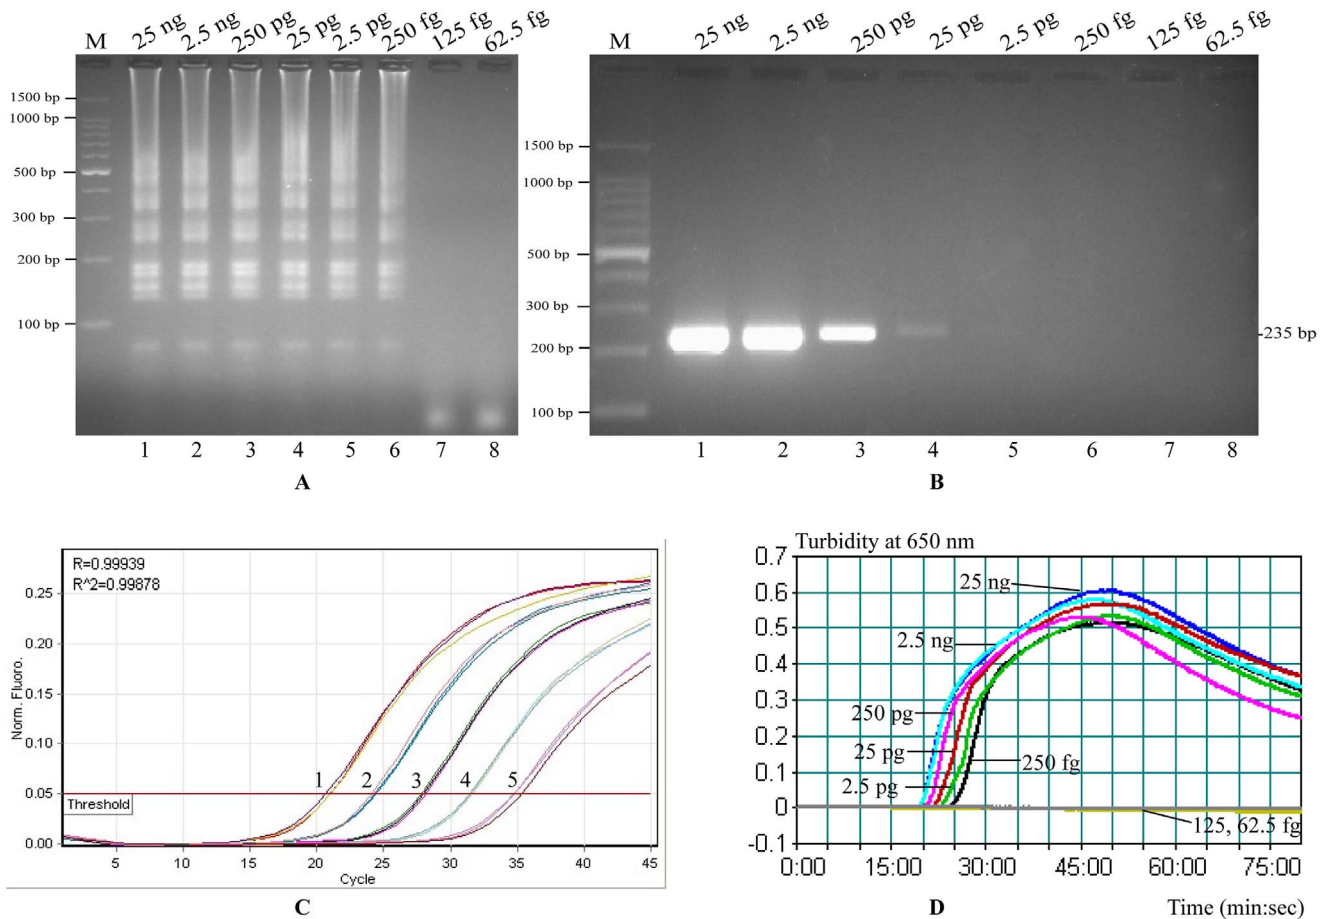 M 25 ng 2.5 ng 250 pg 25 pg 2.5 pg 250 fg 125 fg 62.5 fg
1500 bp
1000 bp
500 bp
300 bp
200 bp
100 bp
1 2 3 4 5 6 7 8
A
M 25 ng 2.5 ng 250 pg 25 pg 2.5 pg 250 fg 125 fg 62.5 fg
1500 bp
1000 bp
500 bp
300 bp
200 bp
100 bp
-235 bp
1 2 3 4 5 6 7 8
B
R=0.99939
R^2=0.99878
Norm. Fluoro.
0.25
0.20
0.15
0.10
0.05
0.00
1 2 3 4 5
Threshold
5 10 15 20 25 30 35 40 45
Cycle
C
Turbidity at 650 nm
0.7
0.6
0.5
0.4
0.3
0.2
0.1
0
-0.1
25 ng
2.5 ng
250 pg
25 pg
250 fg
2.5 pg
125, 62.5 fg
0:00 15:00 30:00 45:00 60:00 75:00
D
Time (min:sec)